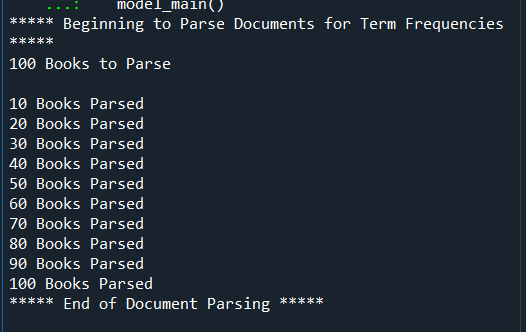 ...:    model_main()
***** Beginning to Parse Documents for Term Frequencies
*****
100 Books to Parse
10 Books Parsed
20 Books Parsed
30 Books Parsed
40 Books Parsed
50 Books Parsed
60 Books Parsed
70 Books Parsed
80 Books Parsed
90 Books Parsed
100 Books Parsed
***** End of Document Parsing *****